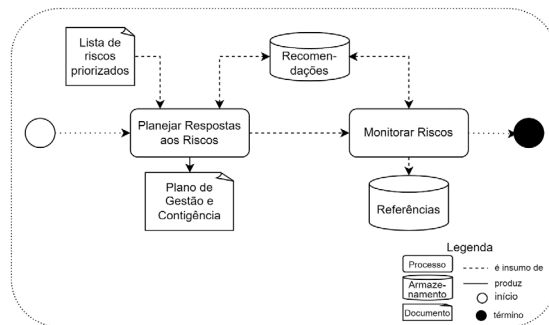 Lista de
riscos
priorizados
Recomen-
dações
Planejar Respostas
aos Riscos
Monitorar Riscos
Plano de
Gestão e
Contigência
Referências
Legenda
Processo
é insumo de
Armaze-
namento
produz
início
Documento
término